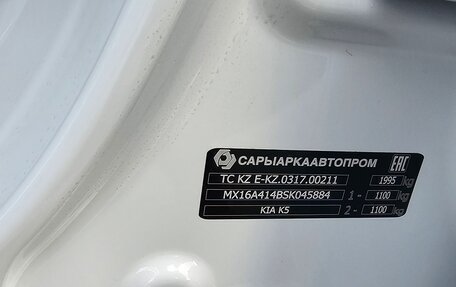 САРЫАРКААВТОПРОМ EAC
TC KZ E-KZ.0317.00211 1995 kg
MX16A414BSK045884 1 - 1100 kg
KIA K5 2 - 1100 kg